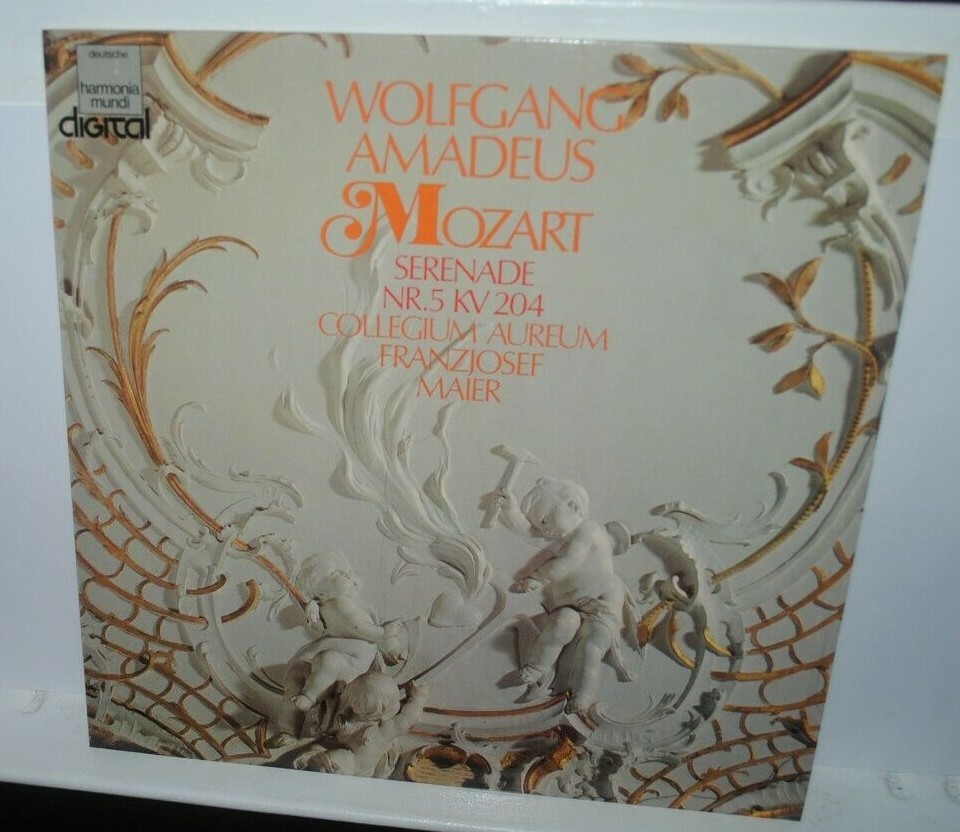 deutsche
harmonia
mundi
digital
WOLFGANG
AMADEUS
MOZART
SERENADE
NR.5 KV 204
COLLEGIUM AUREUM
FRANZJOSEF
MAIER